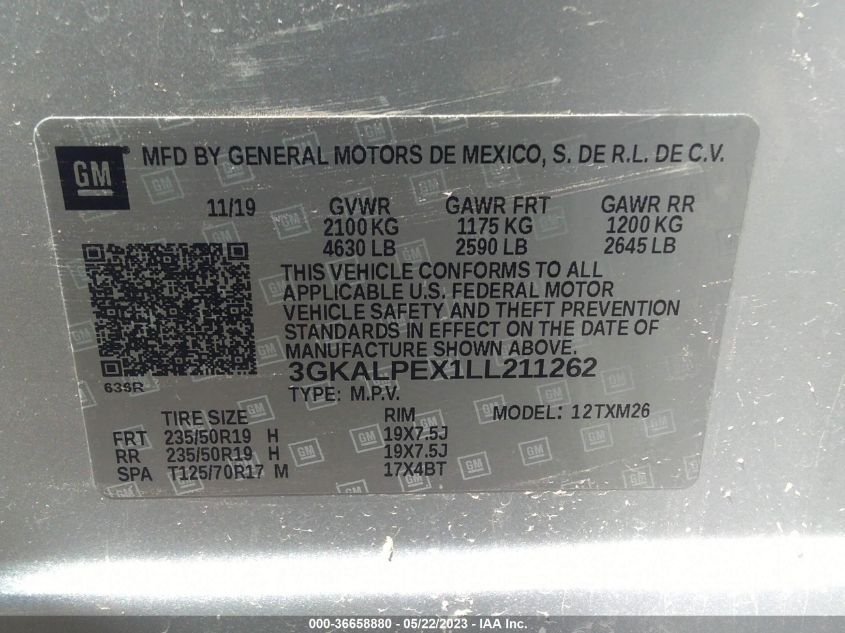 GM MFD BY GENERAL MOTORS DE MEXICO, S. DE R.L. DE C.V.
11/19 GVWR GAWR FRT GAWR RR
2100 KG 1175 KG 1200 KG
4630 LB 2590 LB 2645 LB
THIS VEHICLE CONFORMS TO ALL
APPLICABLE U.S. FEDERAL MOTOR
VEHICLE SAFETY AND THEFT PREVENTION
STANDARDS IN EFFECT ON THE DATE OF
MANUFACTURE SHOWN ABOVE.
3GKALPEX1LL211262
639R TYPE: M.P.V.
TIRE SIZE RIM MODEL: 12TXM26
FRT 235/50R19 H 19X7.5J
RR 235/50R19 H 19X7.5J
SPA T125/70R17 M 17X4BT
000-36658880 - 05/22/2023 - Copyright © IAA, LLC.